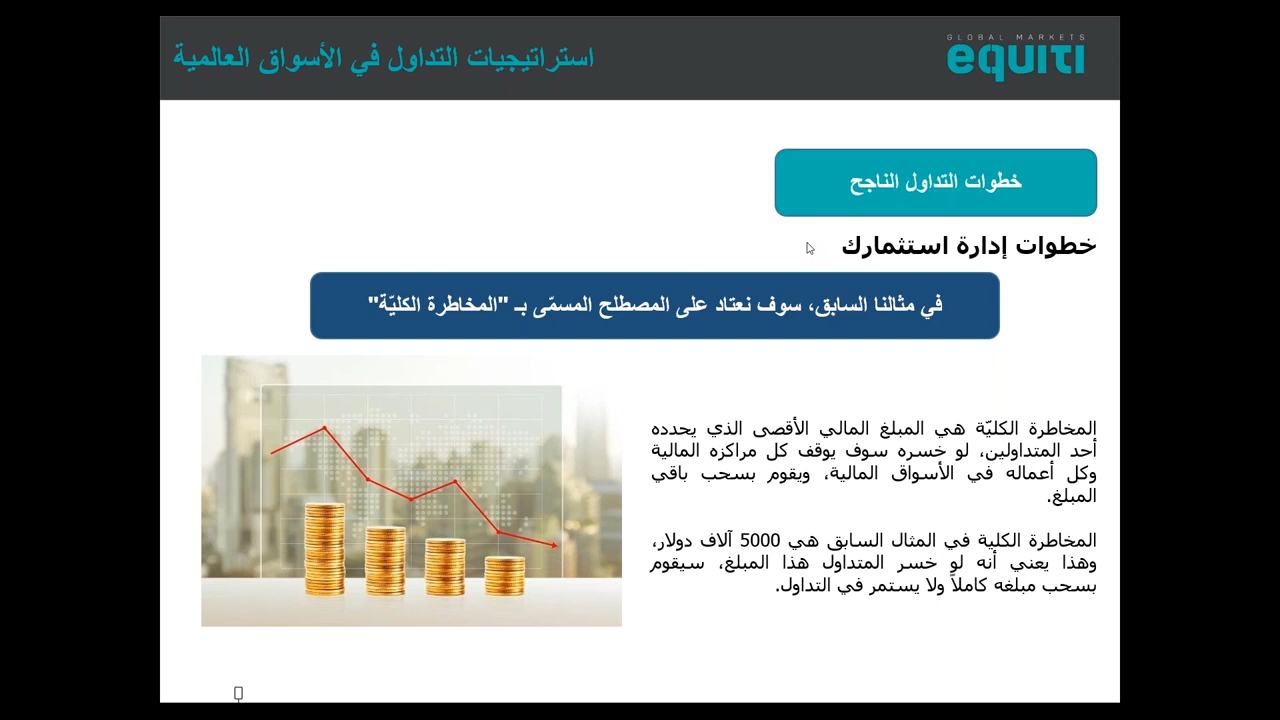 استراتيجيات التداول في الأسواق العالمية
GLOBAL MARKETS
equiti
خطوات التداول الناجح
خطوات إدارة استثمارك
في مثالنا السابق، سوف نعتاد على المصطلح المسمّى بـ "المخاطرة الكليّة"
المخاطرة الكليّة هي المبلغ المالي الأقصى الذي يحدده
أحد المتداولين، لو خسره سوف يوقف كل مراكزه المالية
وكل أعماله في الأسواق المالية، ويقوم بسحب باقي
المبلغ.
المخاطرة الكلية في المثال السابق هي 5000 آلاف دولار،
وهذا يعني أنه لو خسر المتداول هذا المبلغ، سيقوم
بسحب مبلغه كاملاً ولا يستمر في التداول.